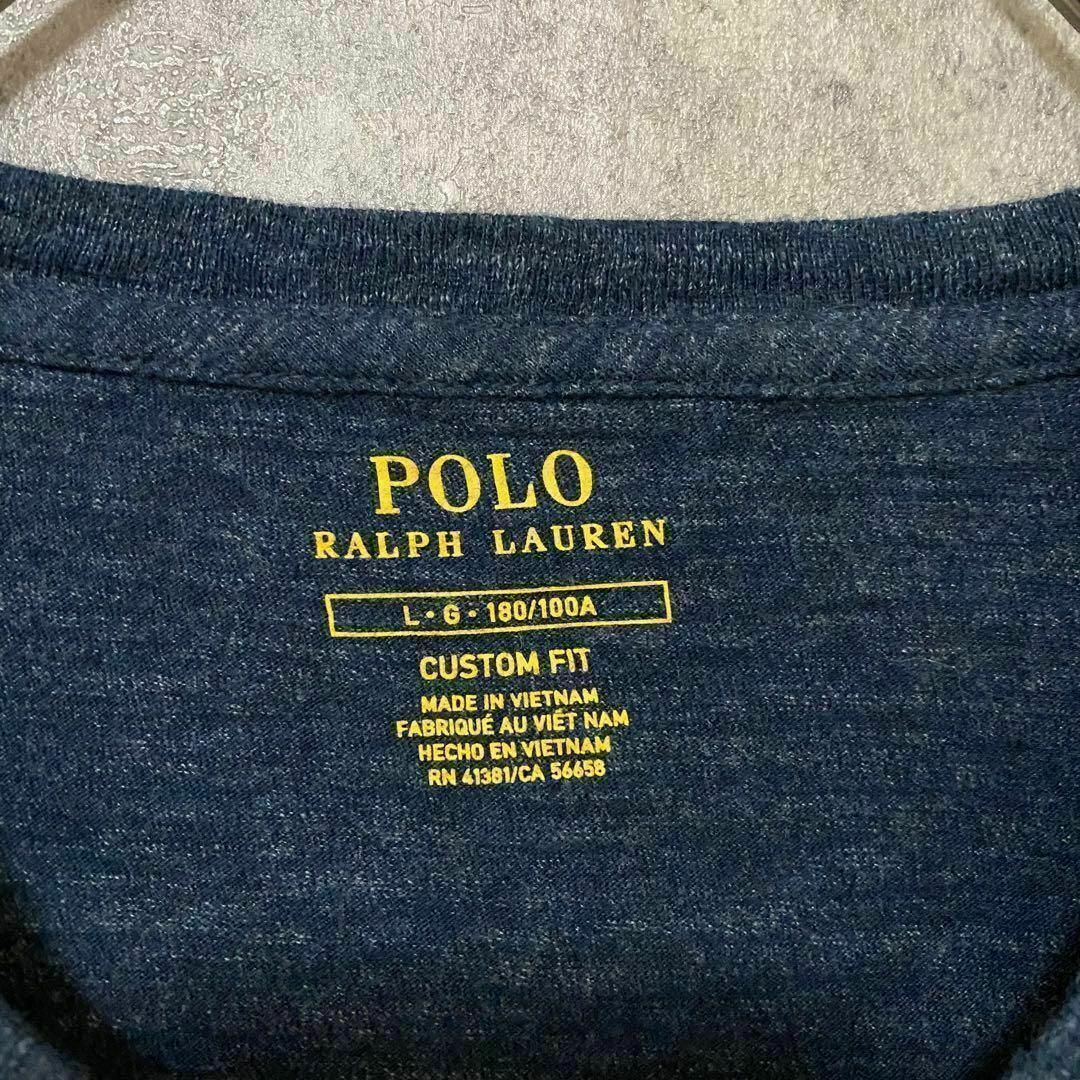 POLO
RALPH LAUREN
L • G • 180/100A
CUSTOM FIT
MADE IN VIETNAM
FABRIQUÉ AU VIÊT NAM
HECHO EN VIETNAM
RN 41381/CA 56658